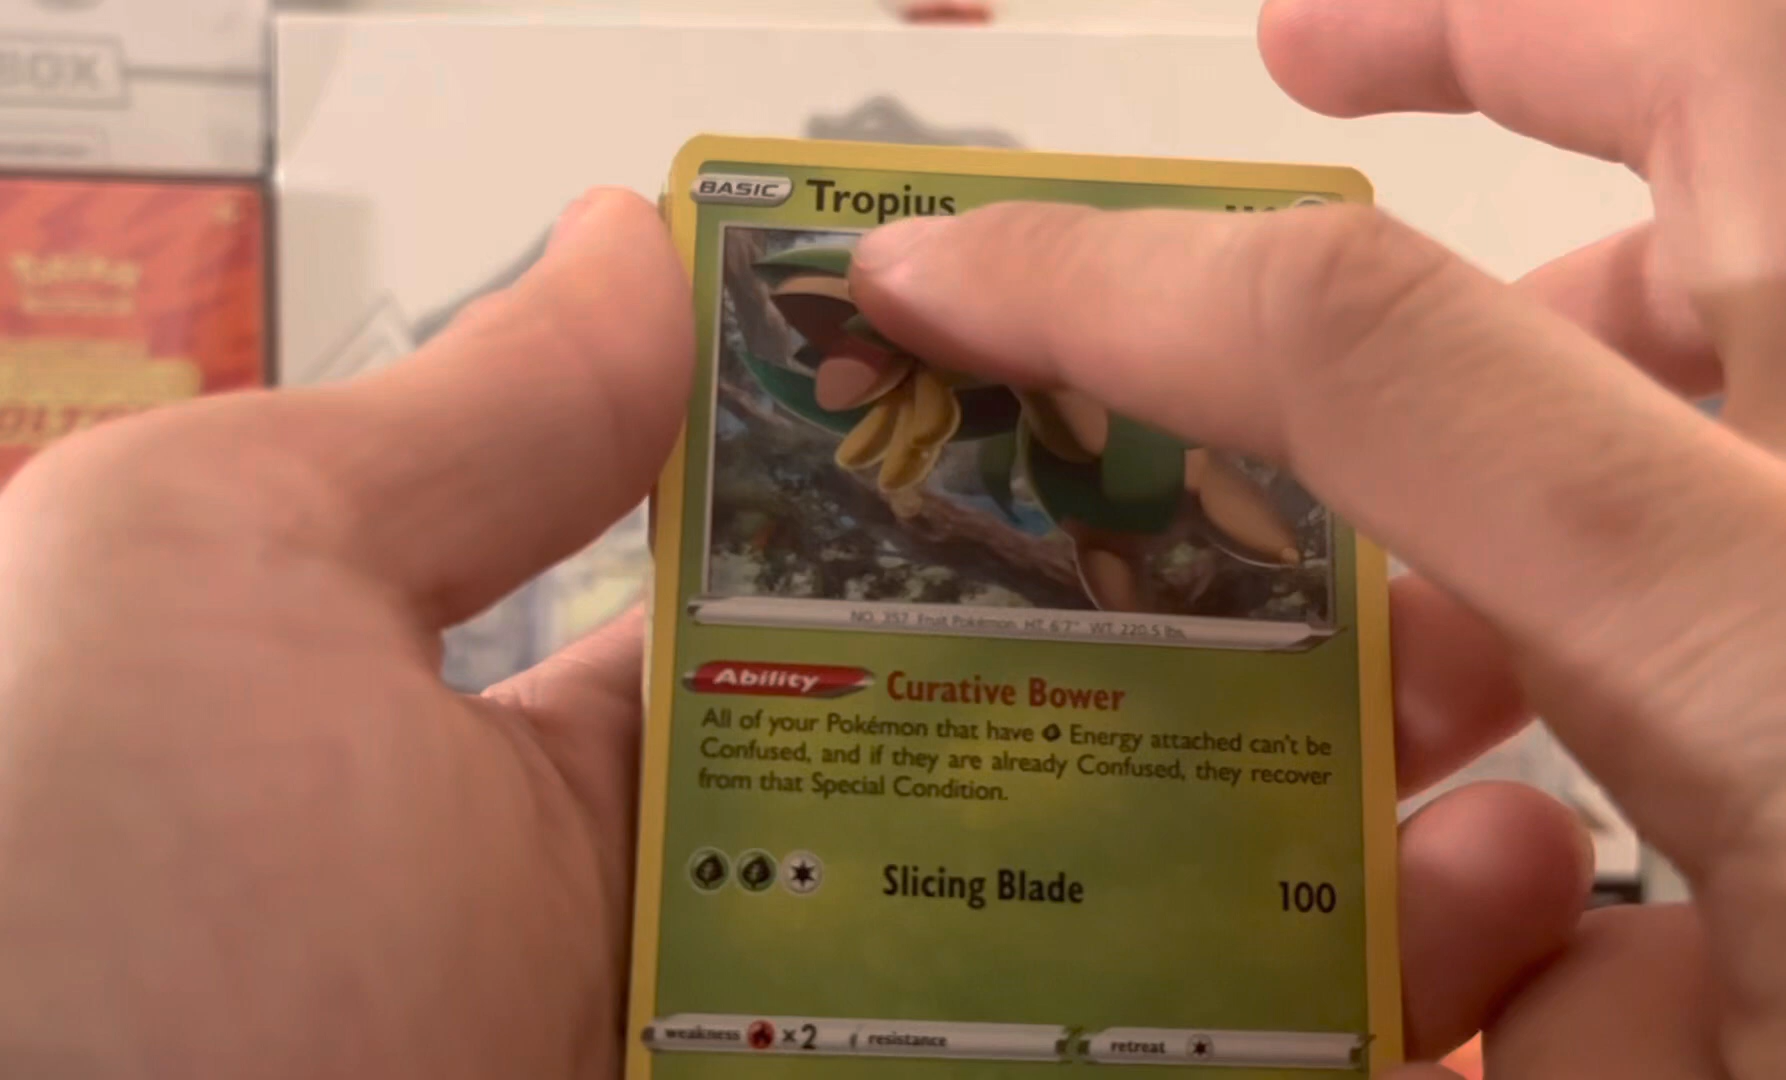 BOX
Pokémon
BASIC Tropius
NO. 357 Fruit Pokémon HT: 6'7" WT: 220.5 lbs.
Ability Curative Bower
All of your Pokémon that have Energy attached can't be
Confused, and if they are already Confused, they recover
from that Special Condition.
Slicing Blade 100
weakness ×2 resistance retreat